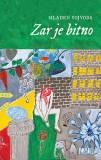 MLADEN VOJVODA
Zar je bitno